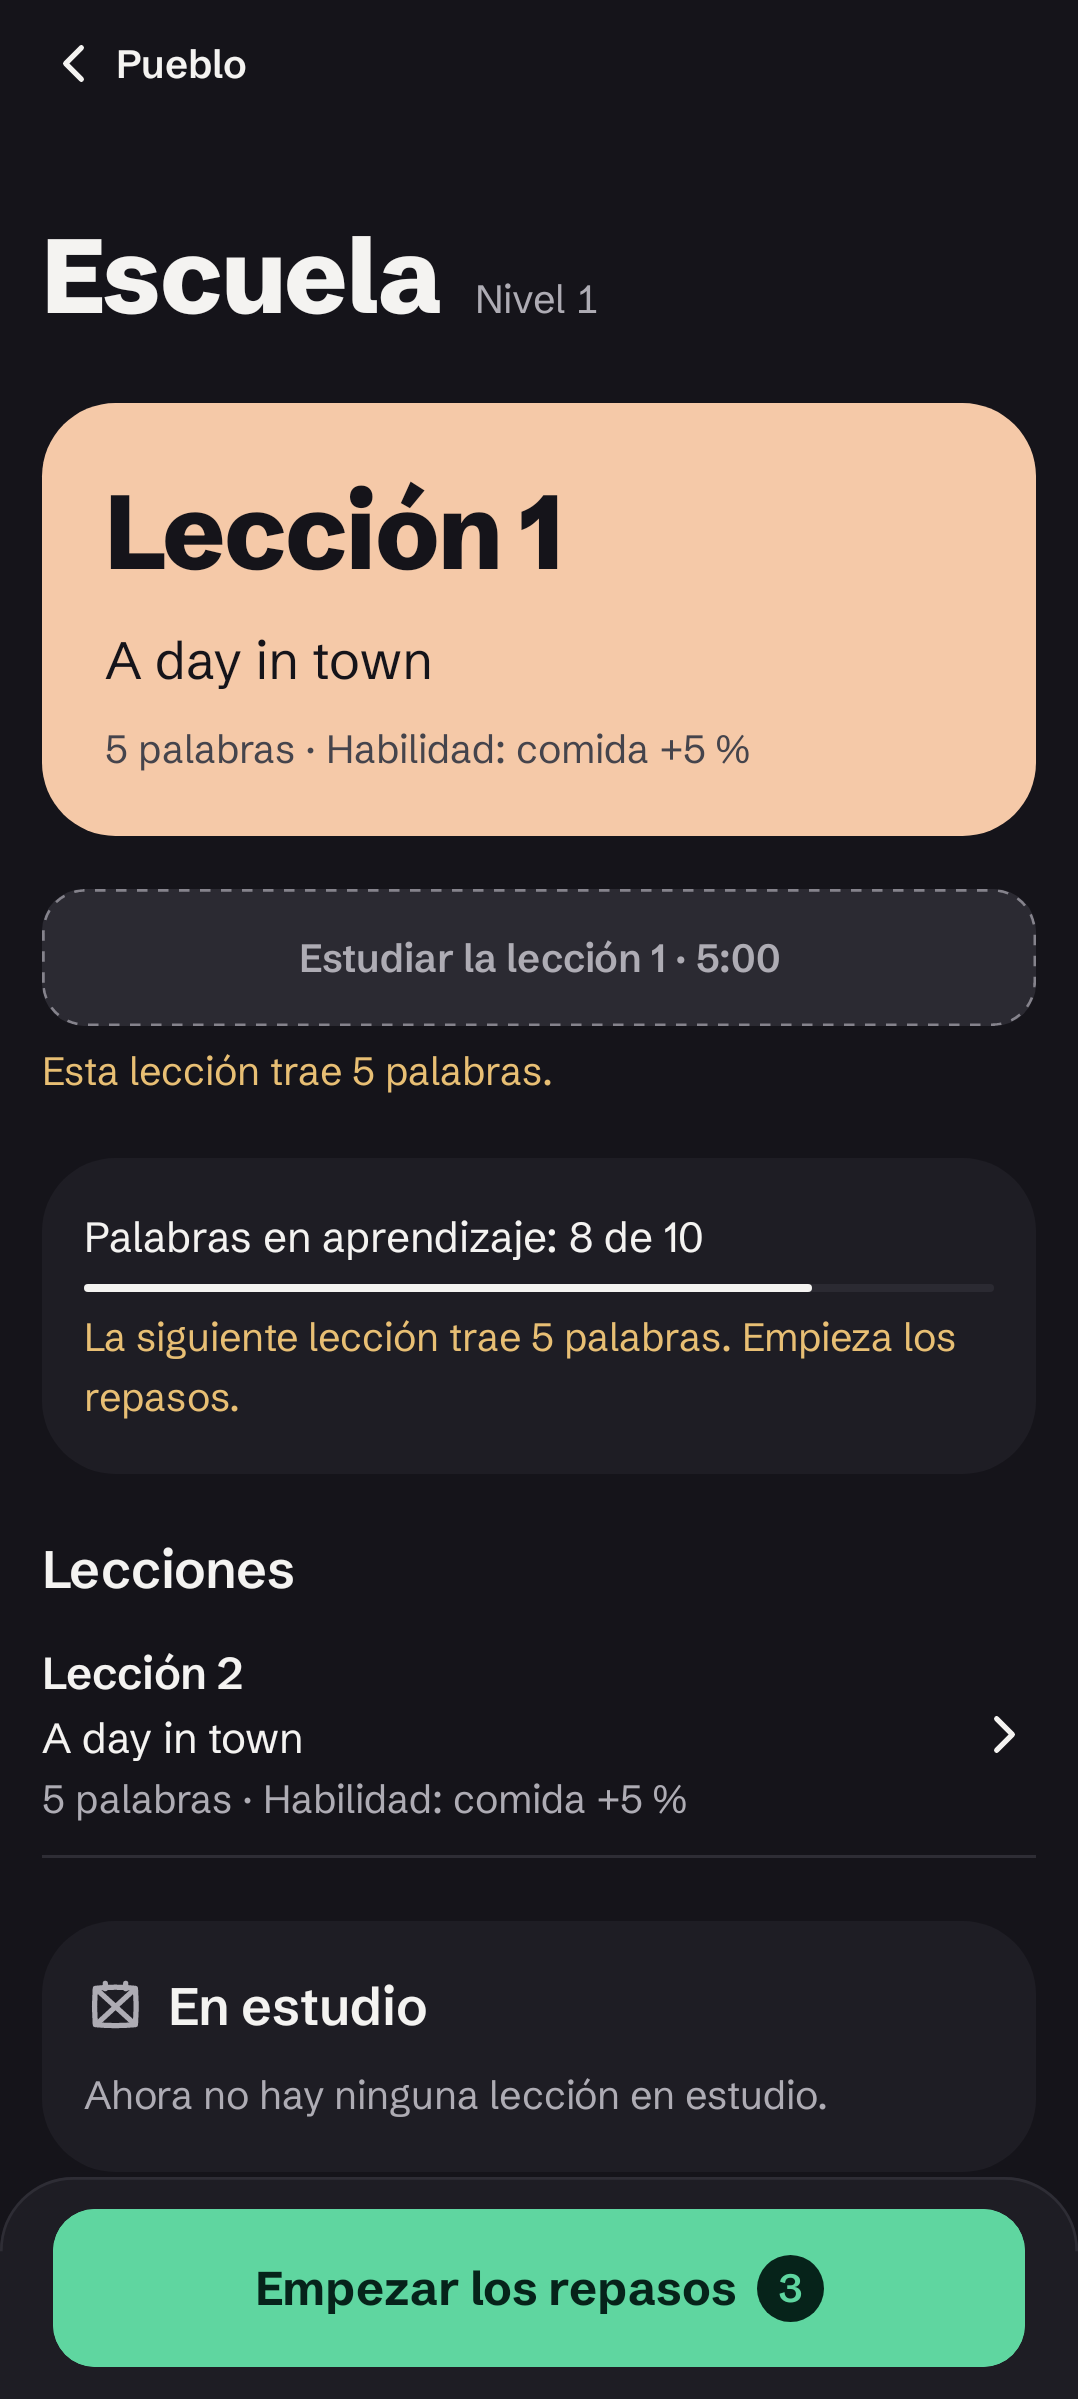 Pueblo
Escuela Nivel 1
Lección 1
A day in town
5 palabras · Habilidad: comida +5 %
Estudiar la lección 1 · 5:00
Esta lección trae 5 palabras.
Palabras en aprendizaje: 8 de 10
La siguiente lección trae 5 palabras. Empieza los
repasos.
Lecciones
Lección 2
A day in town
5 palabras · Habilidad: comida +5 %
En estudio
Ahora no hay ninguna lección en estudio.
Empezar los repasos 3